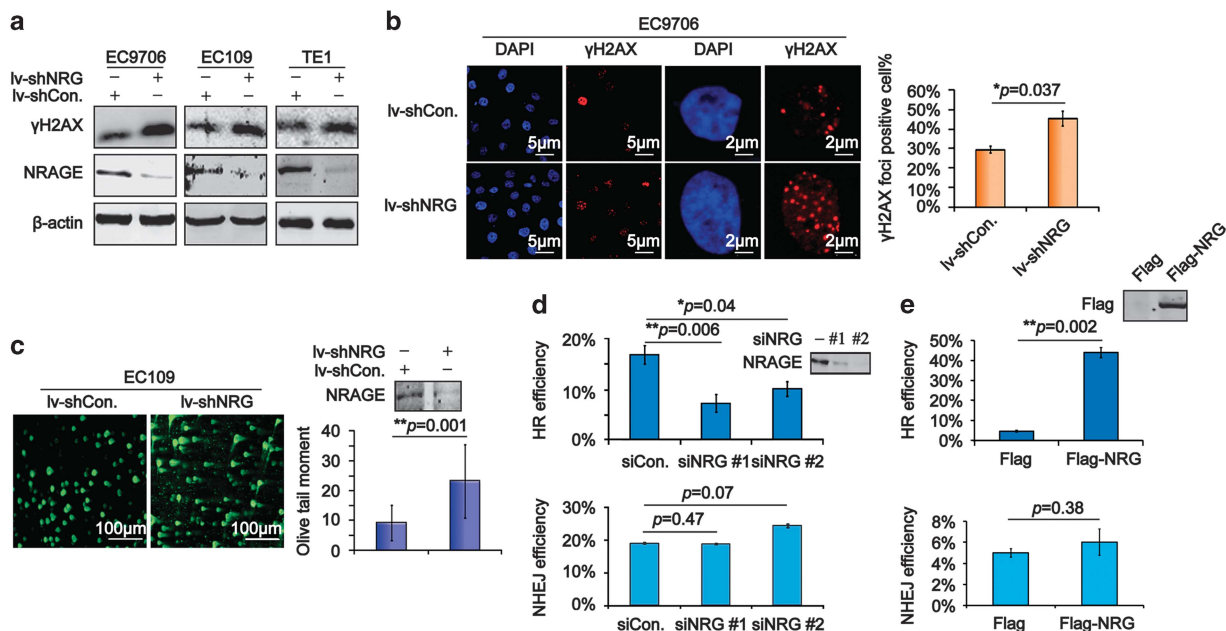 a
EC9706 EC109 TE1
lv-shNRG – + – + – +
lv-shCon. + – + – + –
γH2AX
NRAGE
β-actin
b
EC9706
DAPI γH2AX DAPI γH2AX
lv-shCon.
5μm 5μm 2μm 2μm
lv-shNRG
5μm 5μm 2μm 2μm
γH2AX foci positive cell%
60%
50%
40%
30%
20%
10%
0%
*p=0.037
lv-shCon. lv-shNRG
c
EC109
lv-shCon. lv-shNRG
100μm 100μm
lv-shNRG – +
lv-shCon. + –
NRAGE
**p=0.001
Olive tail moment
40
30
20
10
0
d
*p=0.04
**p=0.006
siNRG – #1 #2
NRAGE
HR efficiency
20%
10%
0%
siCon. siNRG #1 siNRG #2
p=0.07
p=0.47
NHEJ efficiency
30%
20%
10%
0%
siCon. siNRG #1 siNRG #2
e
Flag Flag-NRG
Flag
**p=0.002
HR efficiency
50%
40%
30%
20%
10%
0%
Flag Flag-NRG
p=0.38
NHEJ efficiency
8%
6%
4%
2%
0%
Flag Flag-NRG